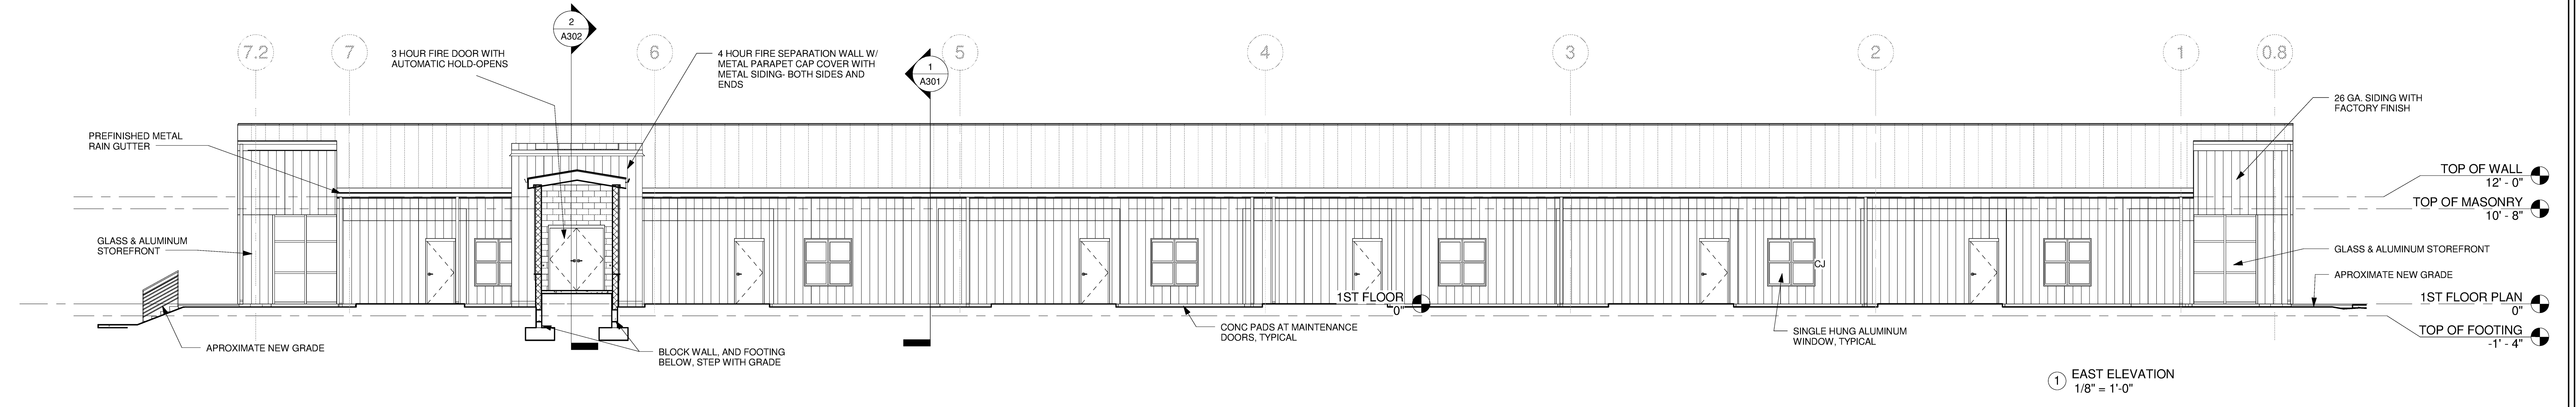 2
A302
7.2
7
6
5
4
3
2
1
0.8
3 HOUR FIRE DOOR WITH
AUTOMATIC HOLD-OPENS
4 HOUR FIRE SEPARATION WALL W/
METAL PARAPET CAP COVER WITH
METAL SIDING- BOTH SIDES AND
ENDS
1
A301
26 GA. SIDING WITH
FACTORY FINISH
PREFINISHED METAL
RAIN GUTTER
TOP OF WALL
12' - 0"
TOP OF MASONRY
10' - 8"
GLASS & ALUMINUM
STOREFRONT
GLASS & ALUMINUM STOREFRONT
CJ
APROXIMATE NEW GRADE
1ST FLOOR
0"
1ST FLOOR PLAN
0"
CONC PADS AT MAINTENANCE
DOORS, TYPICAL
SINGLE HUNG ALUMINUM
WINDOW, TYPICAL
TOP OF FOOTING
-1' - 4"
APROXIMATE NEW GRADE
BLOCK WALL, AND FOOTING
BELOW, STEP WITH GRADE
1
EAST ELEVATION
1/8" = 1'-0"